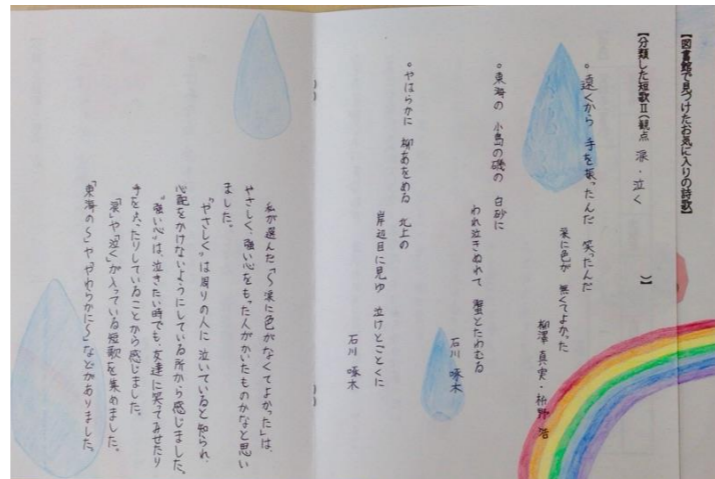 【図書館で見つけたお気に入りの詩歌】
【分類した短歌Ⅱ(観点 涙・泣く )】
。遠くから 手を振ったんだ 笑ったんだ
涙に色が 無くてよかった
柳澤 真実・枡野 浩
。東海の 小島の磯の 白砂に
われ泣きぬれて 蟹とたわむる
石川 啄木
。やはらかに 柳あをめる 北上の
岸辺目に見ゆ 泣けとごとくに
石川 啄木
私が選んだ「〜涙に色がなくてよかった」は、
やさしく、強い心をもった人がかいたものかなと思い
ました。
“やさしく”は周りの人に 泣いていると知られ、
心配をかけないようにしている所から感じました。
“強い心”は、泣きたい時でも、友達に笑ってみせたり
手をふったりしていることから感じました。
「涙」や「泣く」が入っている短歌を集めました。
「東海の〜」や「やわらかに〜」などがありました。